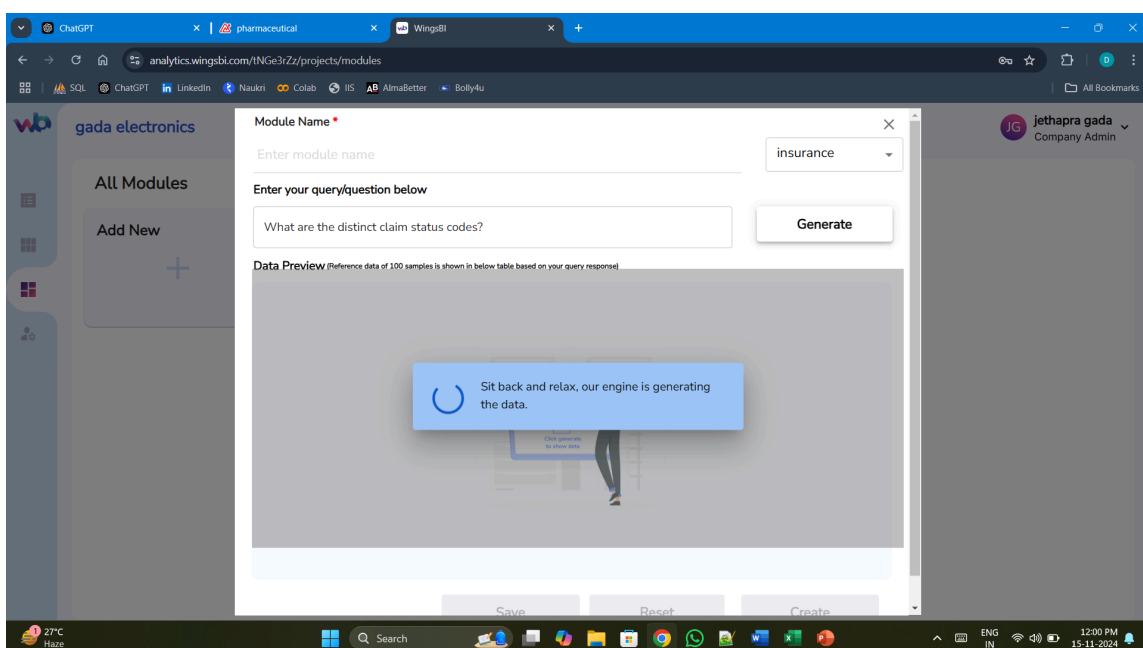 ChatGPT
pharmaceutical
WingsBI
analytics.wingsbi.com/tNGe3rZz/projects/modules
SQL ChatGPT LinkedIn Naukri Colab IIS AlmaBetter Bolly4u All Bookmarks
gada electronics
JG jethapra gada
Company Admin
All Modules
Add New
Module Name *
Enter module name
insurance
Enter your query/question below
What are the distinct claim status codes?
Generate
Data Preview (Reference data of 100 samples is shown in below table based on your query response)
Sit back and relax, our engine is generating
the data.
Click generate
to show data
Save Reset Create
27°C
Haze
Search
ENG
IN
12:00 PM
15-11-2024